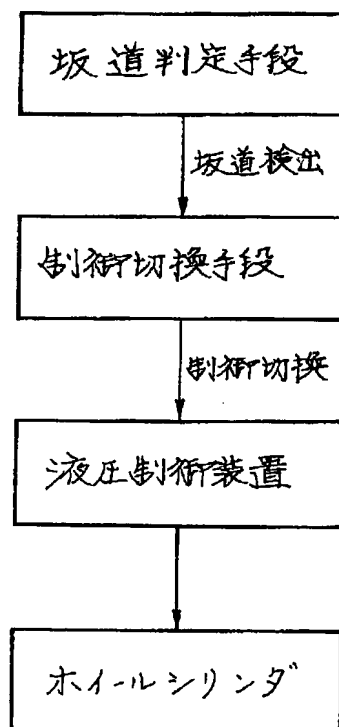 坂道判定手段
坂道検出
制御切換手段
制御切換
液圧制御装置
ホイールシリンダ